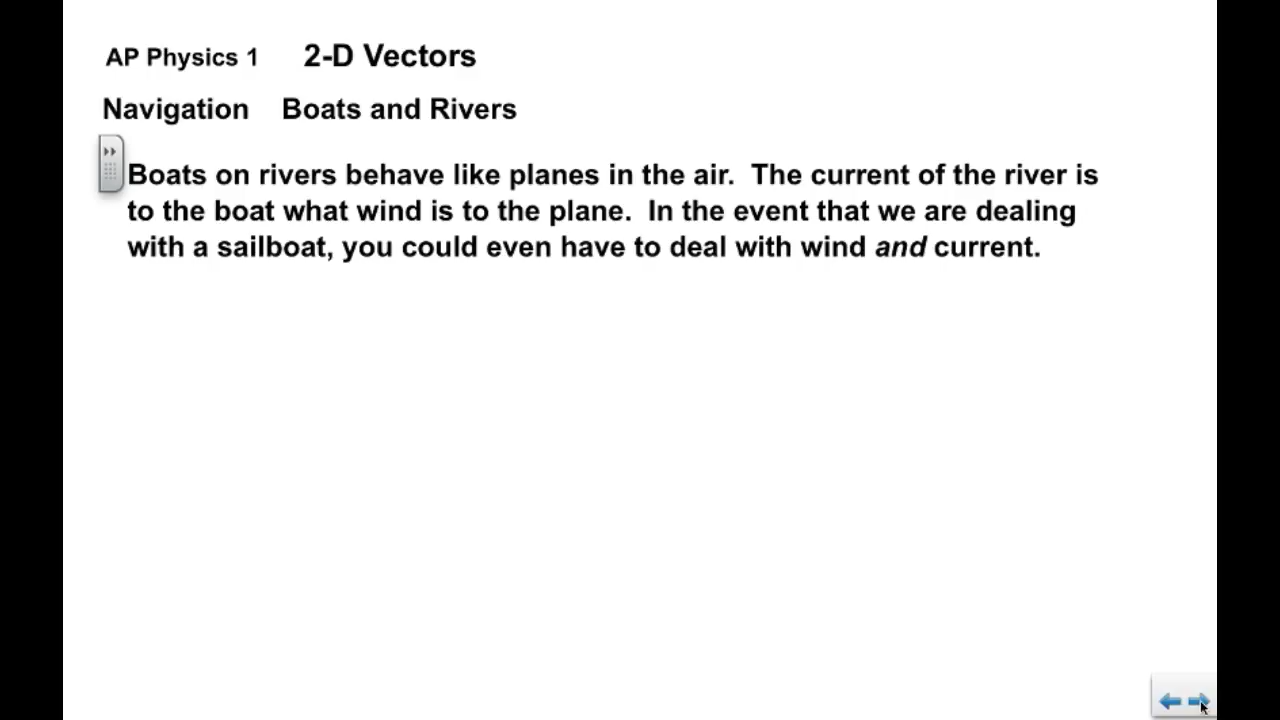 AP Physics 1 2-D Vectors
Navigation Boats and Rivers
Boats on rivers behave like planes in the air. The current of the river is
to the boat what wind is to the plane. In the event that we are dealing
with a sailboat, you could even have to deal with wind and current.